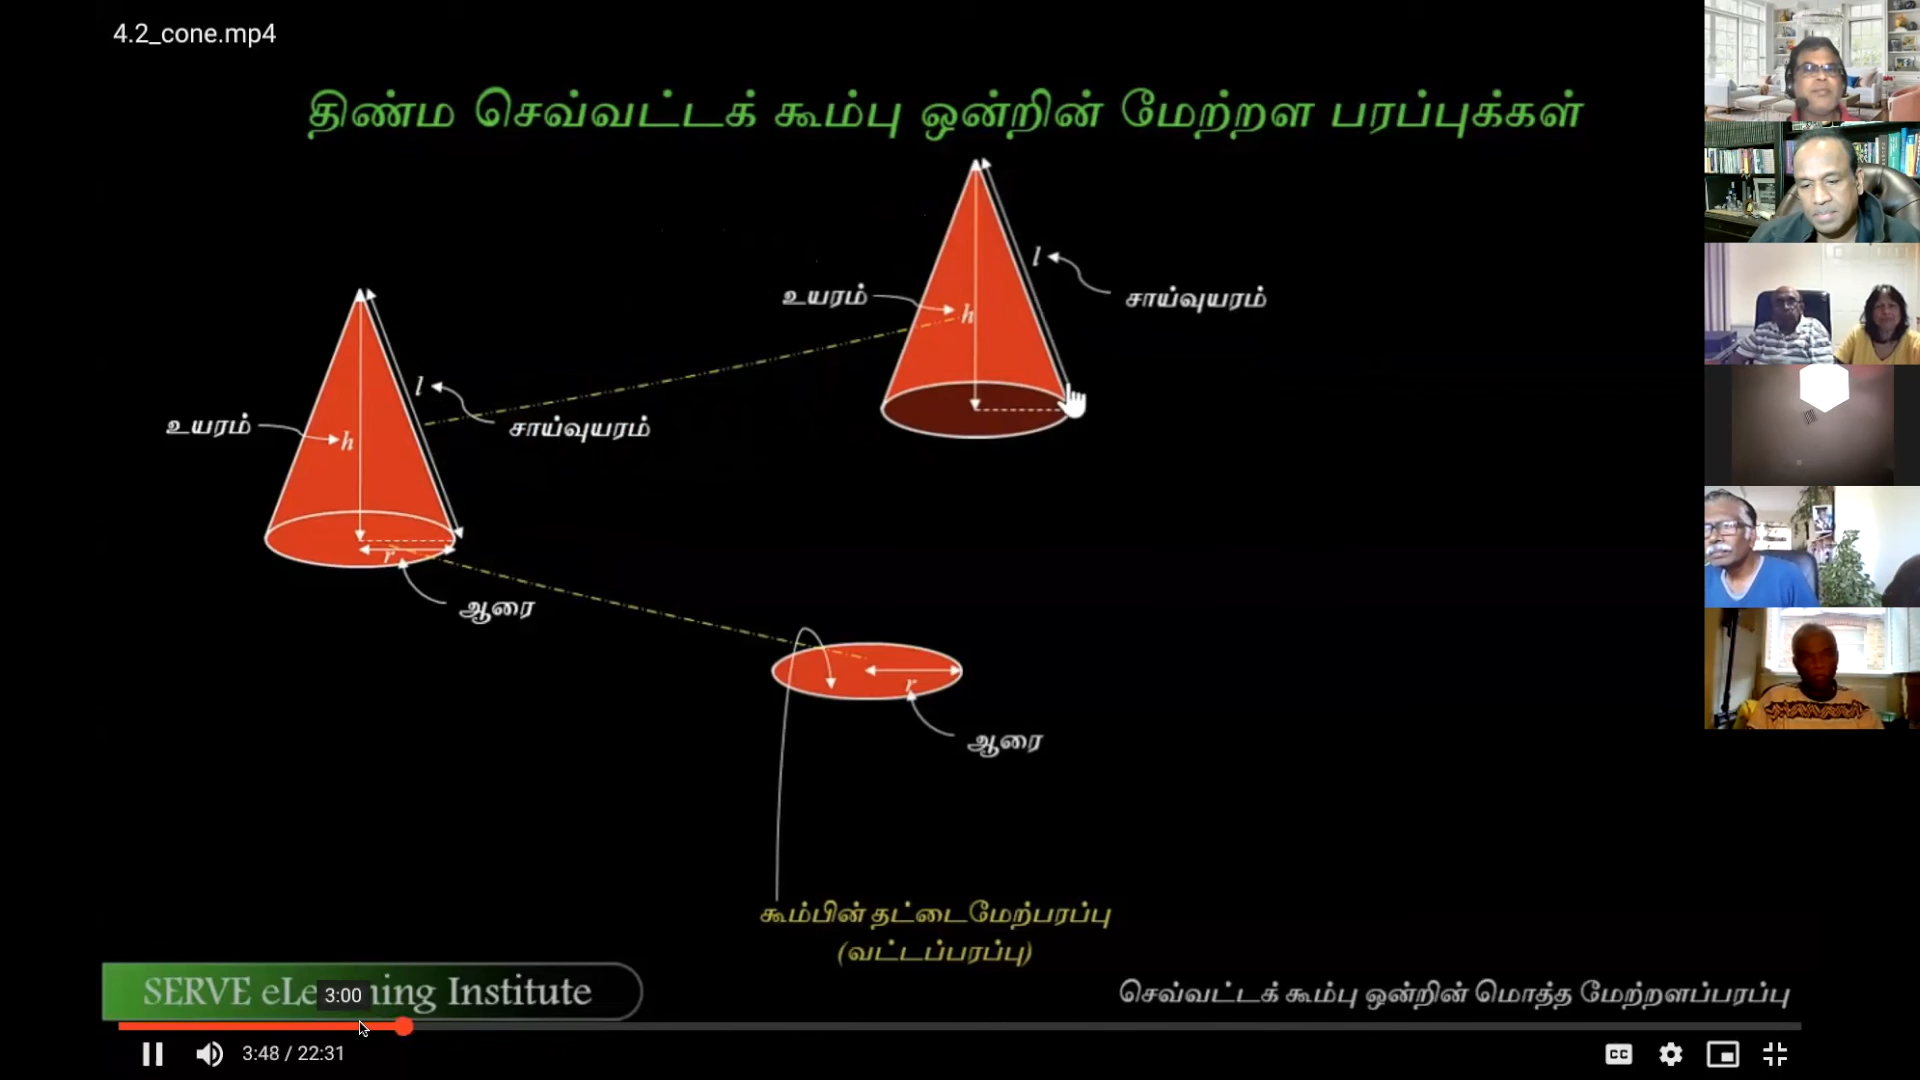 4.2_cone.mp4
திண்ம செவ்வட்டக் கூம்பு ஒன்றின் மேற்றள பரப்புக்கள்
l
உயரம்
h
சாய்வுயரம்
l
உயரம்
h
சாய்வுயரம்
r
ஆரை
r
ஆரை
கூம்பின் தட்டைமேற்பரப்பு
(வட்டப்பரப்பு)
SERVE eLe ning Institute
3:00
செவ்வட்டக் கூம்பு ஒன்றின் மொத்த மேற்றளப்பரப்பு
3:48 / 22:31
CC